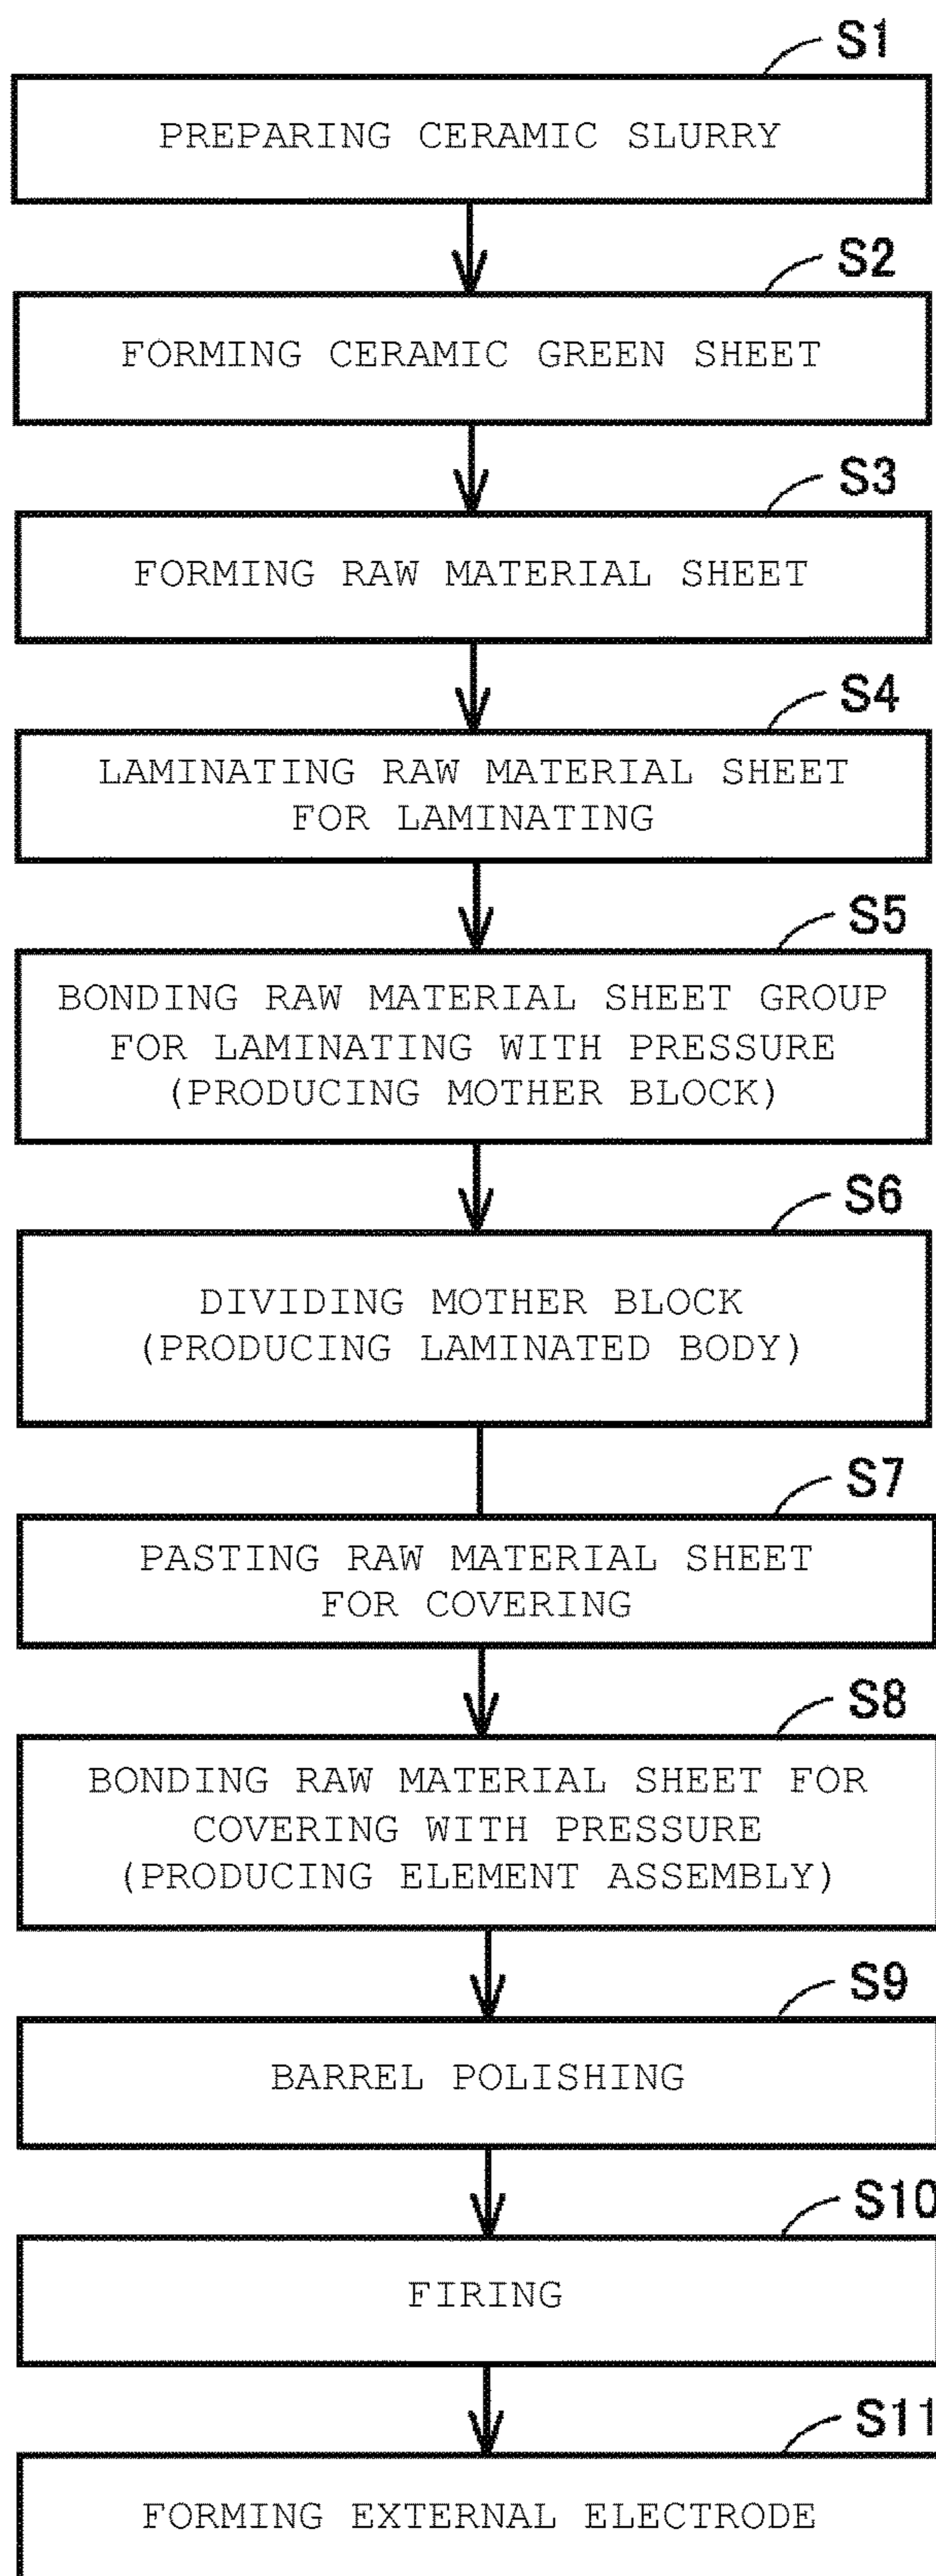 S1
PREPARING CERAMIC SLURRY
S2
FORMING CERAMIC GREEN SHEET
S3
FORMING RAW MATERIAL SHEET
S4
LAMINATING RAW MATERIAL SHEET
FOR LAMINATING
S5
BONDING RAW MATERIAL SHEET GROUP
FOR LAMINATING WITH PRESSURE
(PRODUCING MOTHER BLOCK)
S6
DIVIDING MOTHER BLOCK
(PRODUCING LAMINATED BODY)
S7
PASTING RAW MATERIAL SHEET
FOR COVERING
S8
BONDING RAW MATERIAL SHEET FOR
COVERING WITH PRESSURE
(PRODUCING ELEMENT ASSEMBLY)
S9
BARREL POLISHING
S10
FIRING
S11
FORMING EXTERNAL ELECTRODE